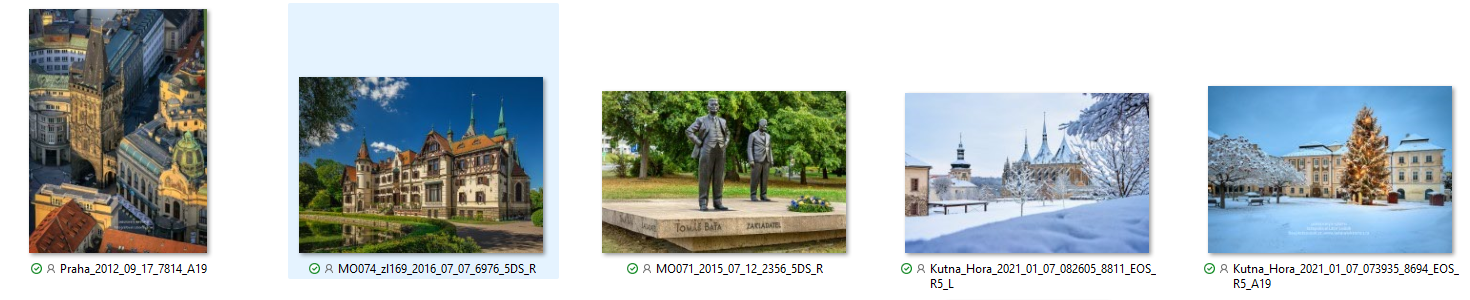 TOMÁŠ BAŤA
ZAKLADATEL
Praha_2012_09_17_7814_A19
MO074_zl169_2016_07_07_6976_5DS_R
MO071_2015_07_12_2356_5DS_R
Kutna_Hora_2021_01_07_082605_8811_EOS_
R5_L
Kutna_Hora_2021_01_07_073935_8694_EOS_
R5_A19